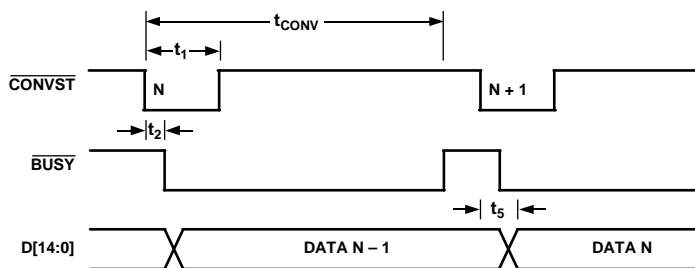 tCONV
t1
CONVST
N
N + 1
t2
BUSY
t5
D[14:0]
DATA N – 1
DATA N